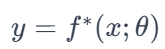 y = f*(x; θ)